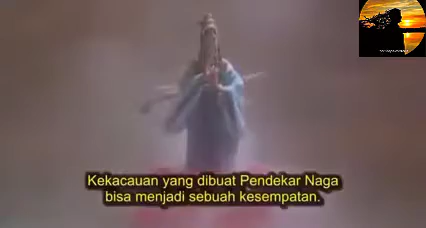 Kekacauan yang dibuat Pendekar Naga
bisa menjadi sebuah kesempatan.